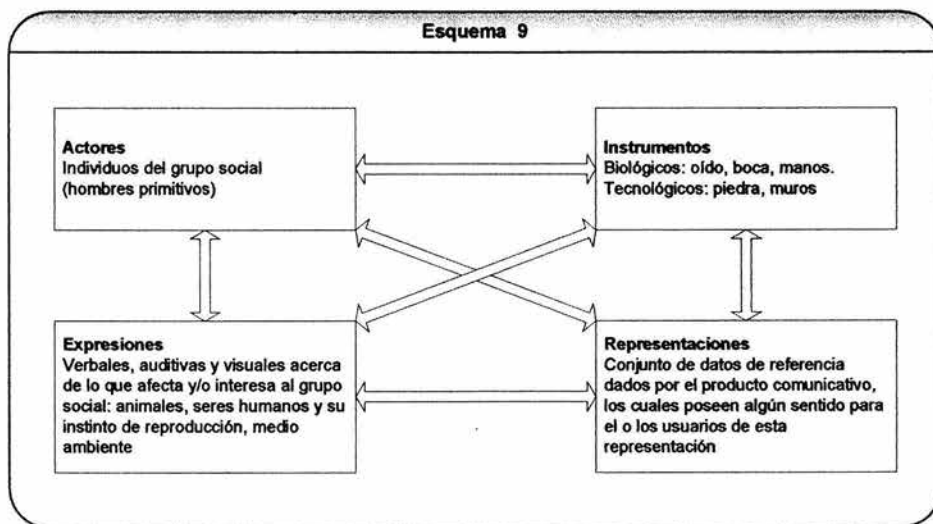 Esquema 9
Actores
Individuos del grupo social
(hombres primitivos)
Instrumentos
Biológicos: oído, boca, manos.
Tecnológicos: piedra, muros
Expresiones
Verbales, auditivas y visuales acerca
de lo que afecta y/o interesa al grupo
social: animales, seres humanos y su
instinto de reproducción, medio
ambiente
Representaciones
Conjunto de datos de referencia
dados por el producto comunicativo,
los cuales poseen algún sentido para
el o los usuarios de esta
representación